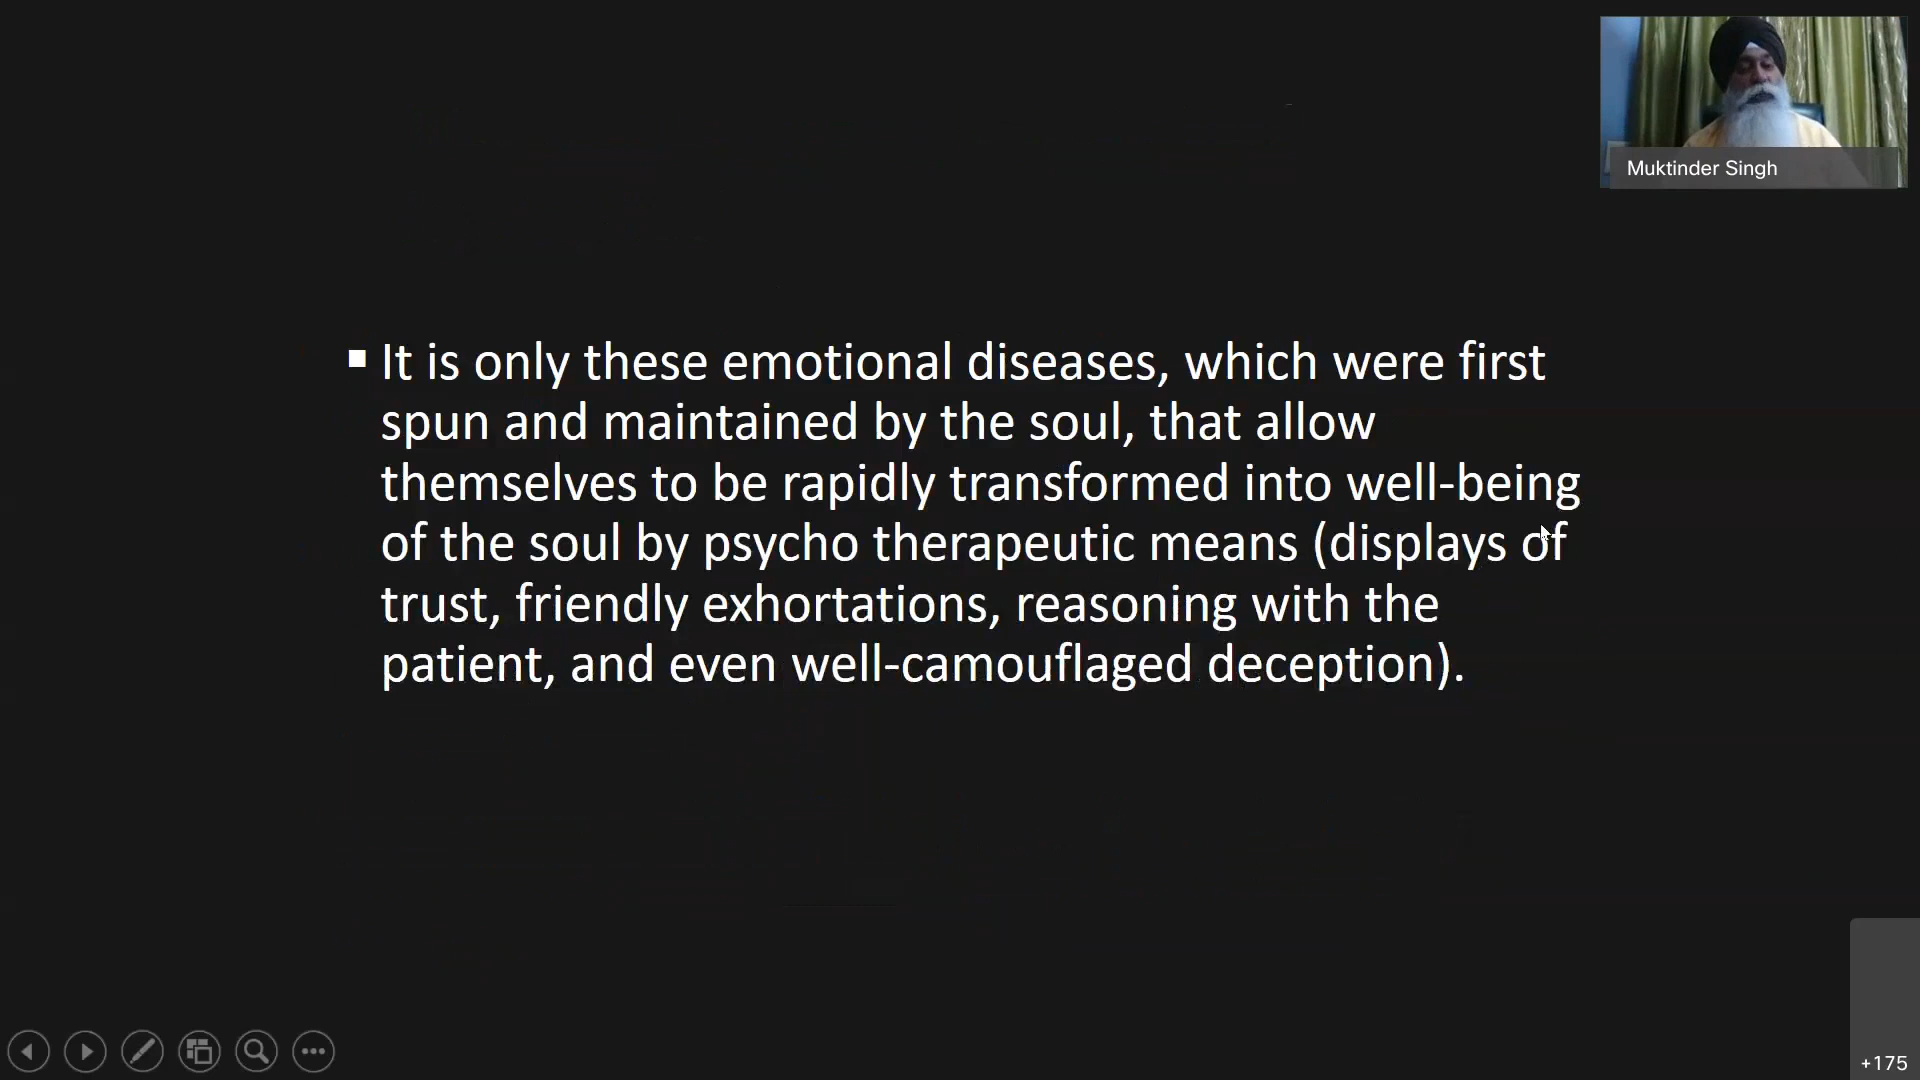 Muktinder Singh
It is only these emotional diseases, which were first
spun and maintained by the soul, that allow
themselves to be rapidly transformed into well-being
of the soul by psycho therapeutic means (displays of
trust, friendly exhortations, reasoning with the
patient, and even well-camouflaged deception).
+175